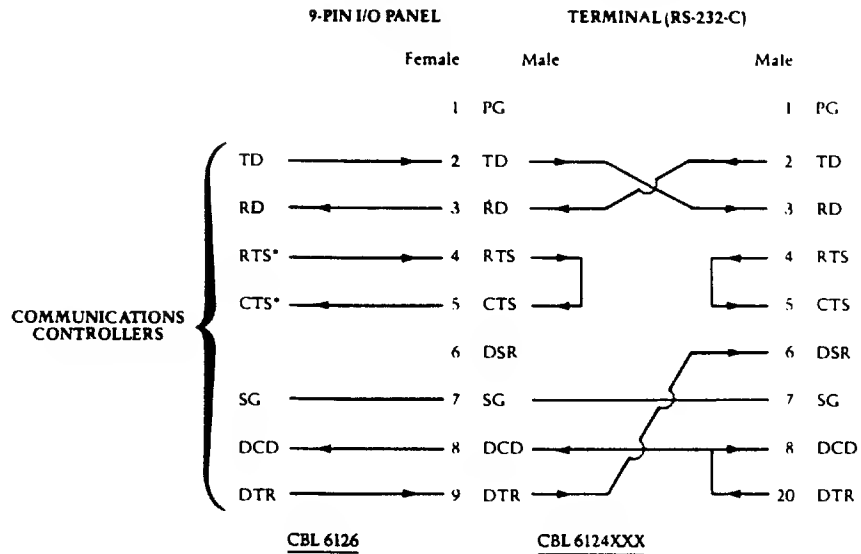 9-PIN I/O PANEL TERMINAL (RS-232-C)
Female Male Male
1 PG 1 PG
TD 2 TD 2 TD
RD 3 RD 3 RD
RTS* 4 RTS 4 RTS
CTS* 5 CTS 5 CTS
COMMUNICATIONS
CONTROLLERS
6 DSR 6 DSR
SG 7 SG 7 SG
DCD 8 DCD 8 DCD
DTR 9 DTR 20 DTR
CBL 6126 CBL 6124XXX